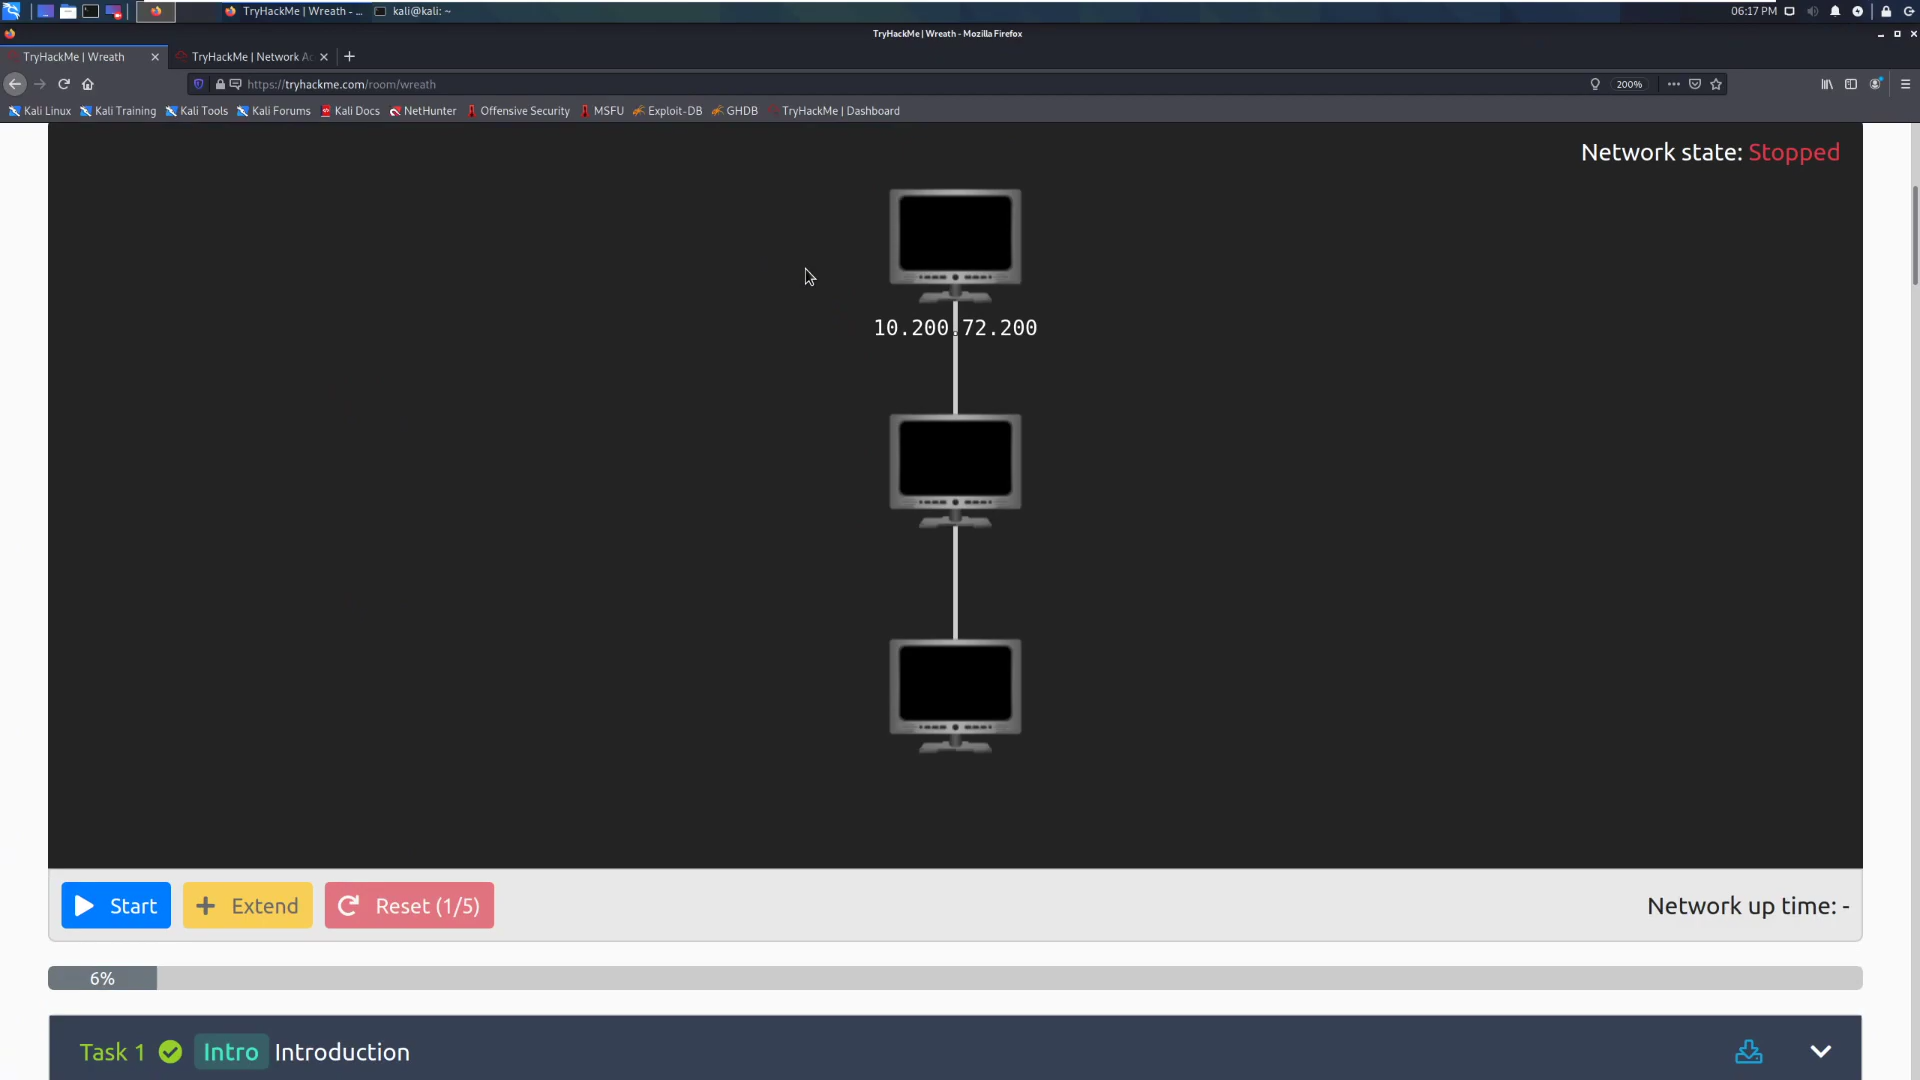 TryHackMe | Wreath - ...
kali@kali: ~
06:17 PM
TryHackMe | Wreath - Mozilla Firefox
TryHackMe | Wreath
TryHackMe | Network Ac
https://tryhackme.com/room/wreath
200%
Kali Linux
Kali Training
Kali Tools
Kali Forums
Kali Docs
NetHunter
Offensive Security
MSFU
Exploit-DB
GHDB
TryHackMe | Dashboard
Network state: Stopped
10.200.72.200
Start
Extend
Reset (1/5)
Network up time: -
6%
Task 1 Intro Introduction